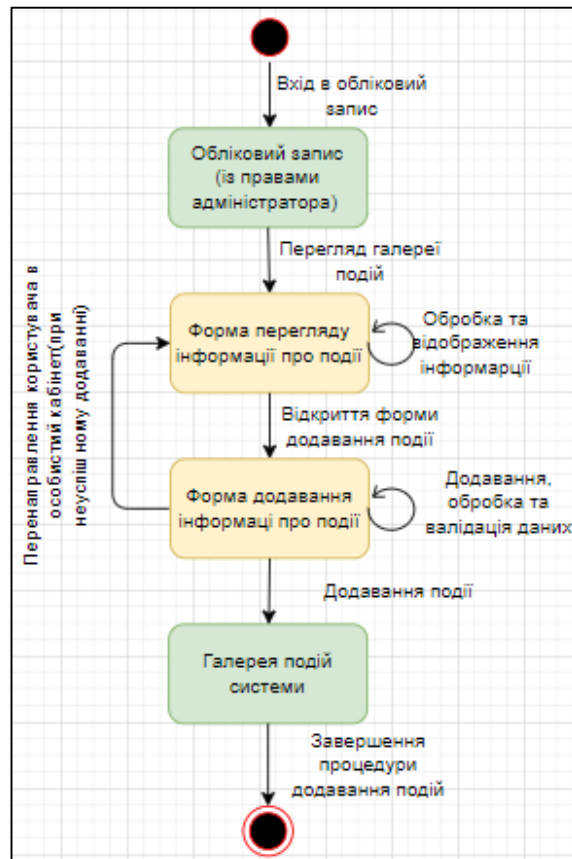 Вхід в обліковий
запис
Обліковий запис
(із правами
адміністратора)
Перегляд галереї
подій
Форма перегляду
інформації про події
Обробка та
відображення
інформарції
Відкриття форми
додавання події
Форма додавання
інформаці про події
Додавання,
обробка та
валідація даних
Перенаправлення користувача в
особистий кабінет(при
неуспішному додаванні)
Додавання події
Галерея подій
системи
Завершення
процедури
додавання подій